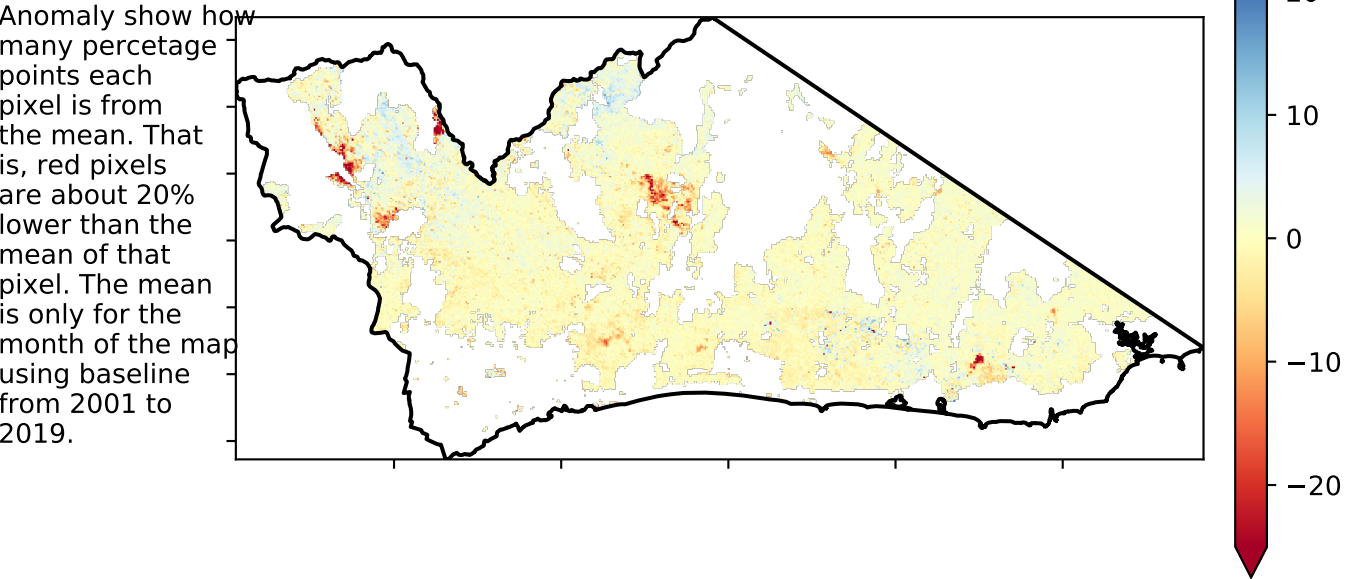 Anomaly show how
many percetage
points each
pixel is from
the mean. That
is, red pixels
are about 20%
lower than the
mean of that
pixel. The mean
is only for the
month of the map
using baseline
from 2001 to
2019.
10
0
−10
−20